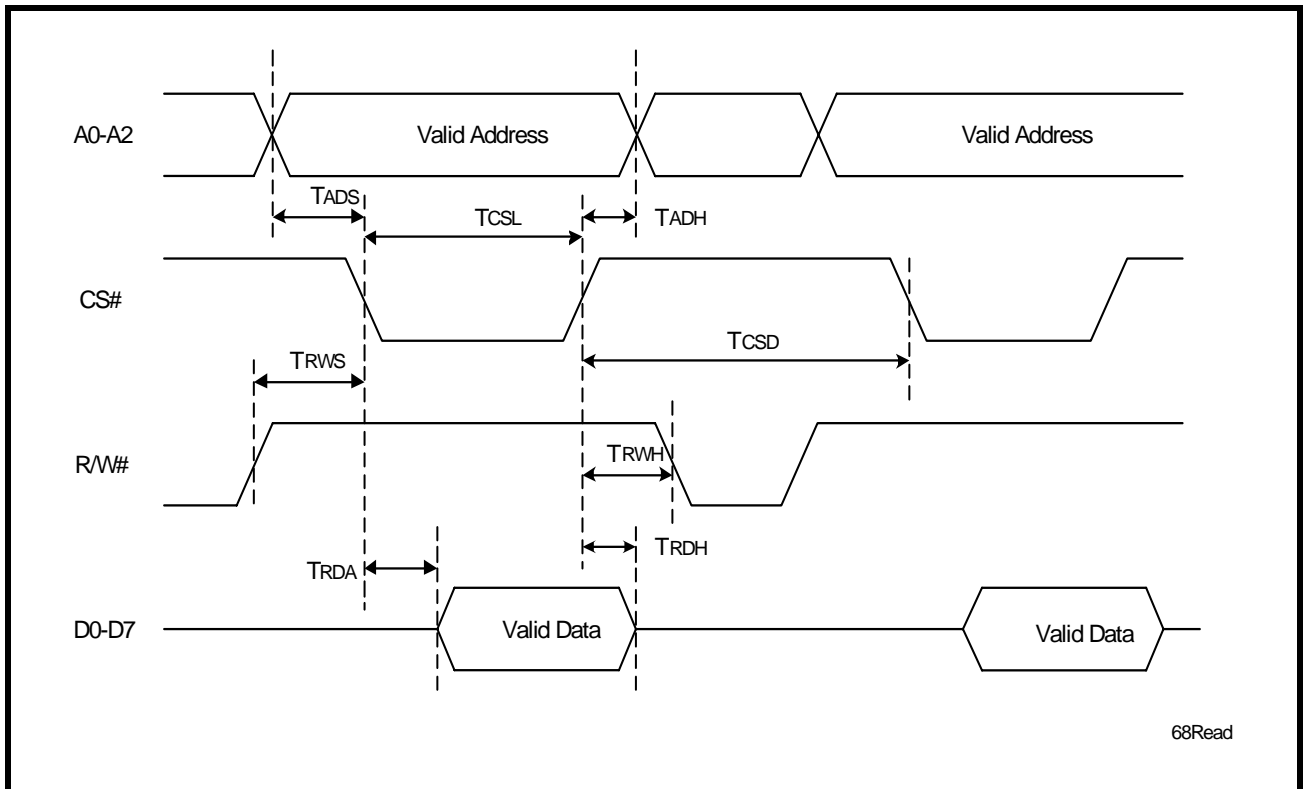 A0-A2
Valid Address
Valid Address
TADS
TCSL
TADH
CS#
TCSD
TRWS
R/W#
TRWH
TRDA
TRDH
D0-D7
Valid Data
Valid Data
68Read